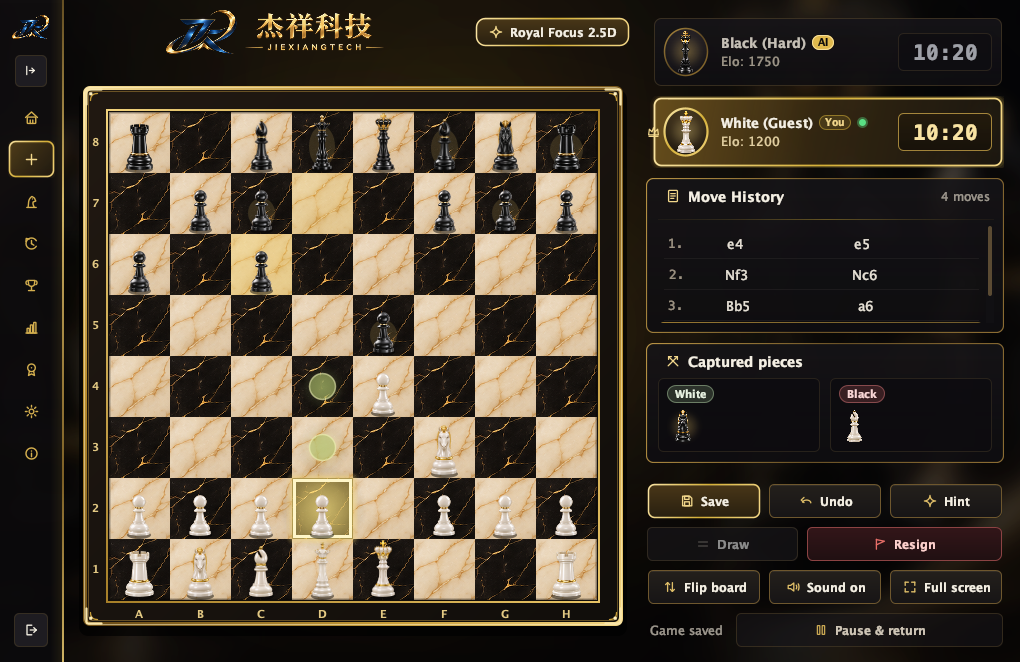 杰祥科技
JIEXIANGTECH
Royal Focus 2.5D
Black (Hard) AI
Elo: 1750
10:20
White (Guest) You
Elo: 1200
10:20
Move History
4 moves
1. e4 e5
2. Nf3 Nc6
3. Bb5 a6
Captured pieces
White
Black
Save
Undo
Hint
Draw
Resign
Flip board
Sound on
Full screen
Game saved
Pause & return
8
7
6
5
4
3
2
1
A B C D E F G H